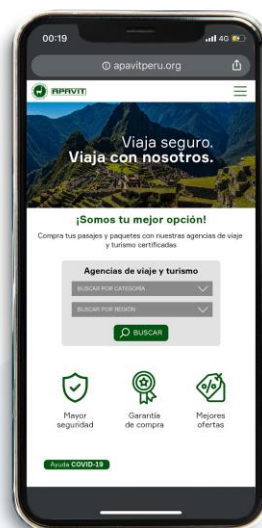 00:19
4G
apavitperu.org
APAVIT
Viaja seguro.
Viaja con nosotros.
¡Somos tu mejor opción!
Compra tus pasajes y paquetes con nuestras agencias de viaje
y turismo certificadas
Agencias de viaje y turismo
BUSCAR POR CATEGORÍA
BUSCAR POR REGIÓN
BUSCAR
Mayor
seguridad
Garantía
de compra
Mejores
ofertas
Ayuda COVID-19